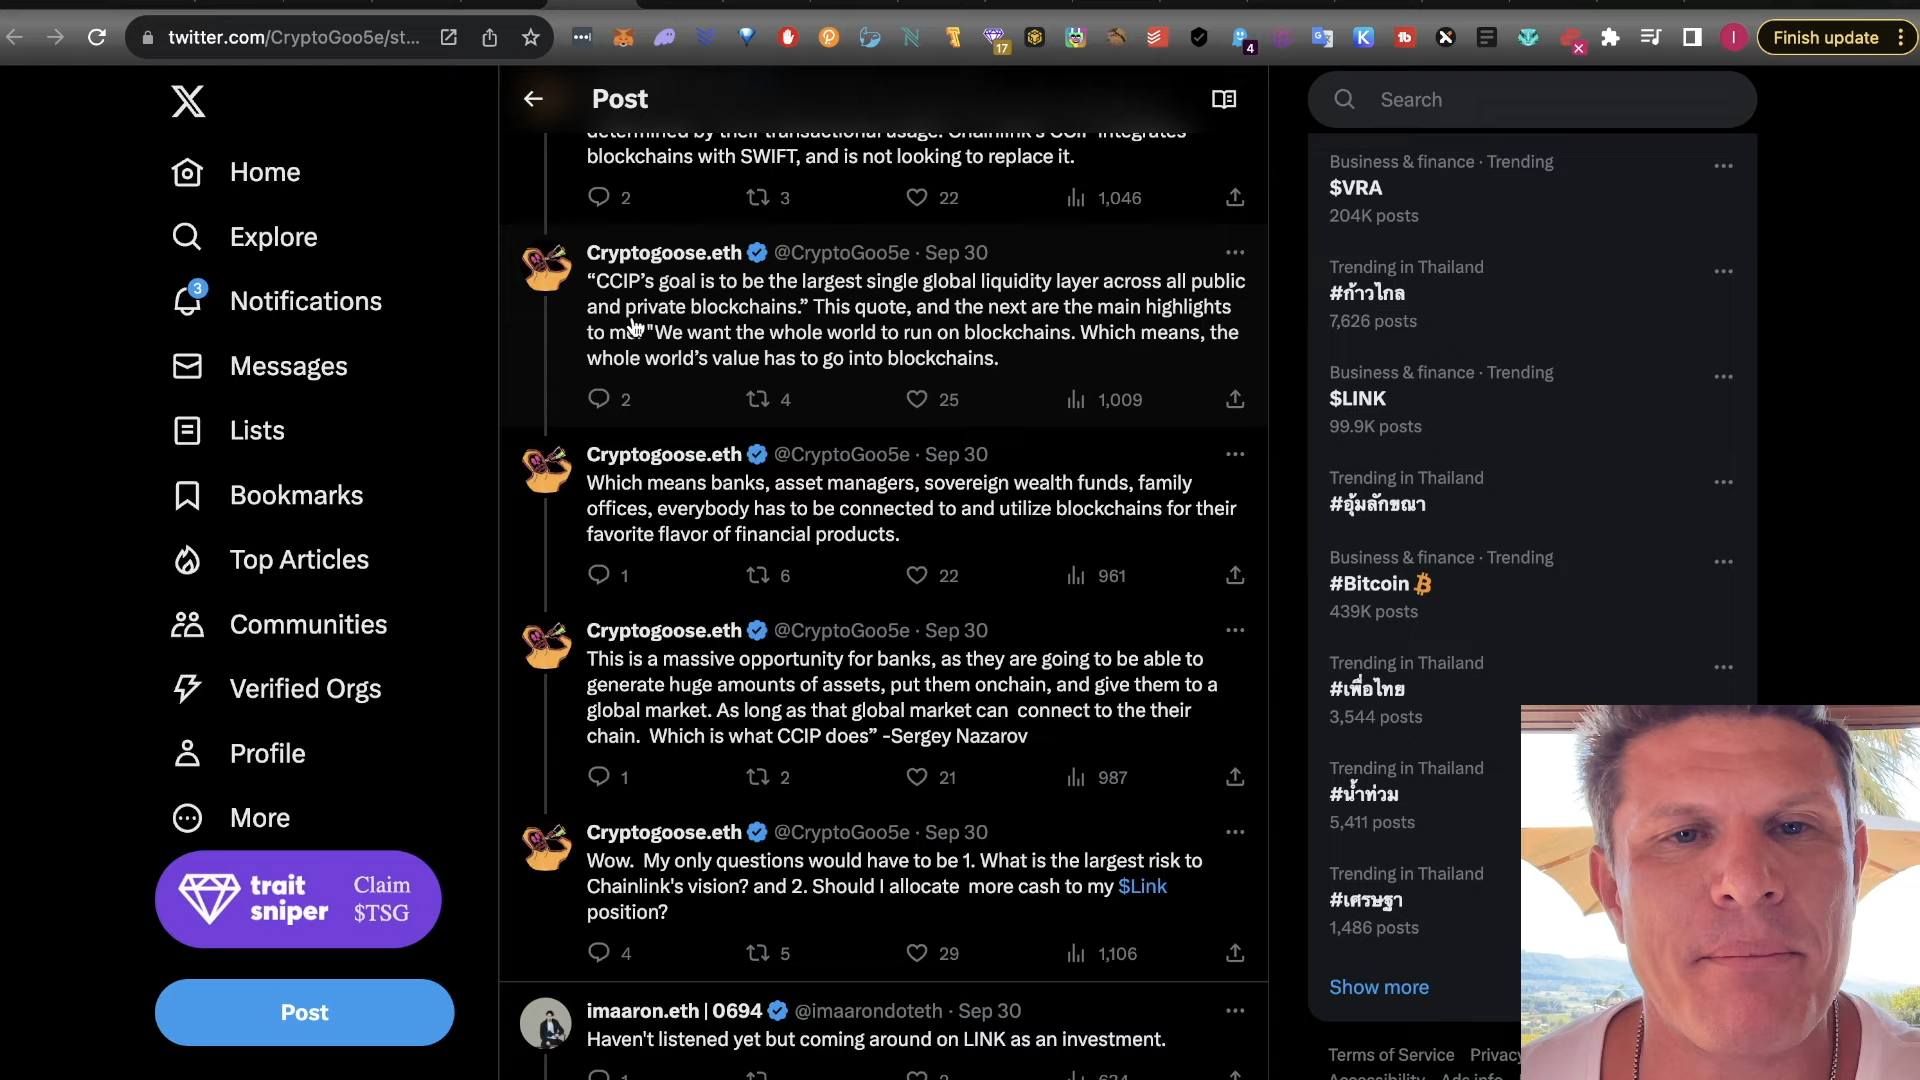 twitter.com/CryptoGoo5e/st...
17
4
Finish update
Home
Explore
3
Notifications
Messages
Lists
Bookmarks
Top Articles
Communities
Verified Orgs
Profile
More
trait sniper
Claim $TSG
Post
Post
determined by their transactional usage. Chainlink's CCIP integrates
blockchains with SWIFT, and is not looking to replace it.
2 3 22 1,046
Cryptogoose.eth @CryptoGoo5e · Sep 30
“CCIP’s goal is to be the largest single global liquidity layer across all public
and private blockchains.” This quote, and the next are the main highlights
to me! "We want the whole world to run on blockchains. Which means, the
whole world’s value has to go into blockchains.
2 4 25 1,009
Cryptogoose.eth @CryptoGoo5e · Sep 30
Which means banks, asset managers, sovereign wealth funds, family
offices, everybody has to be connected to and utilize blockchains for their
favorite flavor of financial products.
1 6 22 961
Cryptogoose.eth @CryptoGoo5e · Sep 30
This is a massive opportunity for banks, as they are going to be able to
generate huge amounts of assets, put them onchain, and give them to a
global market. As long as that global market can connect to the their
chain. Which is what CCIP does” -Sergey Nazarov
1 2 21 987
Cryptogoose.eth @CryptoGoo5e · Sep 30
Wow. My only questions would have to be 1. What is the largest risk to
Chainlink's vision? and 2. Should I allocate more cash to my $Link
position?
4 5 29 1,106
imaaron.eth | 0694 @imaarondoteth · Sep 30
Haven't listened yet but coming around on LINK as an investment.
Search
Business & finance · Trending
$VRA
204K posts
Trending in Thailand
#ก้าวไกล
7,626 posts
Business & finance · Trending
$LINK
99.9K posts
Trending in Thailand
#อุ้มลักขณา
Business & finance · Trending
#Bitcoin
439K posts
Trending in Thailand
#เพื่อไทย
3,544 posts
Trending in Thailand
#น้ำท่วม
5,411 posts
Trending in Thailand
#เศรษฐา
1,486 posts
Show more
Terms of Service Privacy